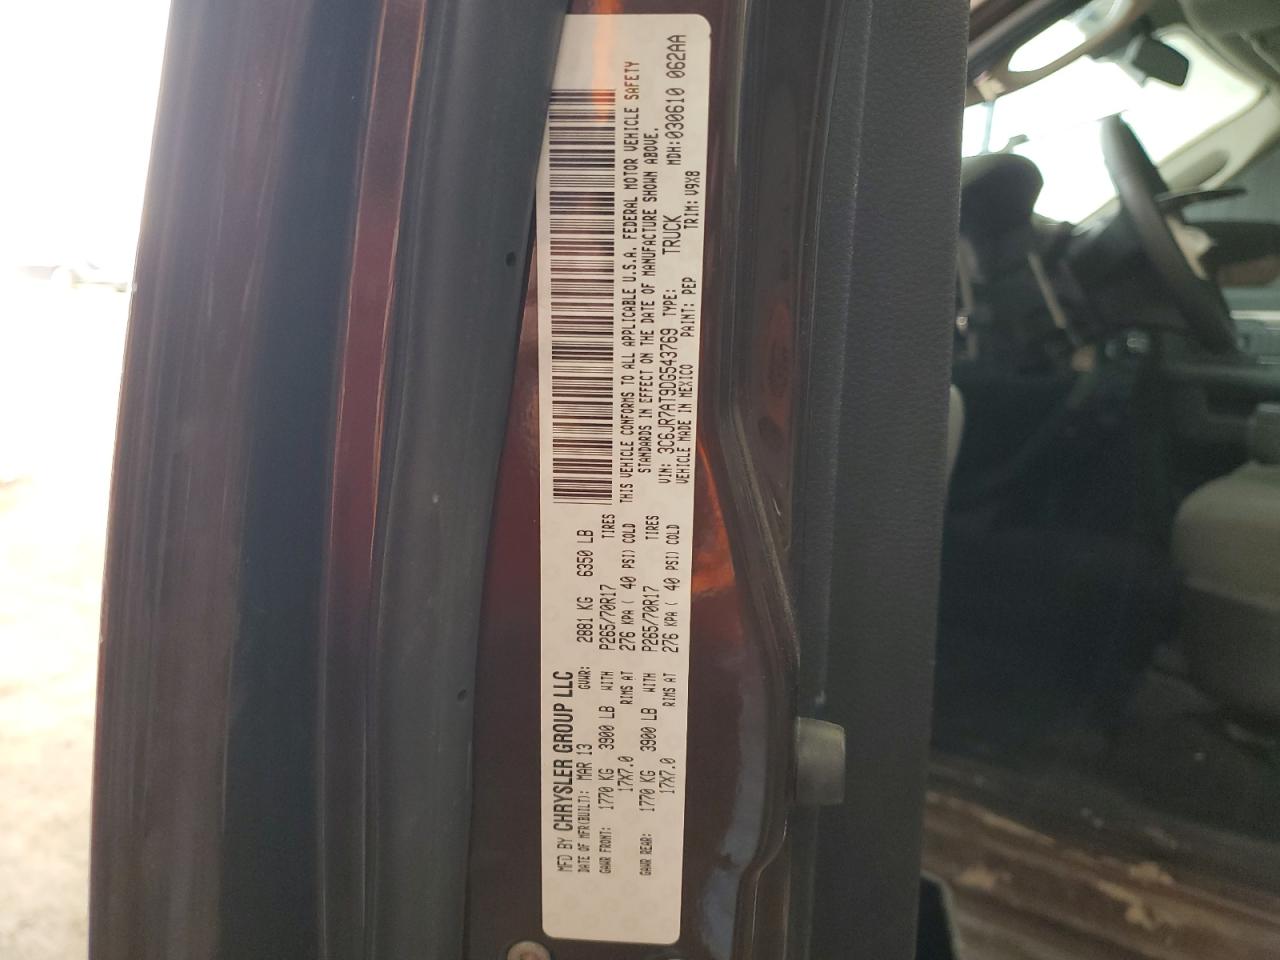 MFD BY CHRYSLER GROUP LLC
DATE OF MFR(BUILT): MAR 13 GVWR: 2881 KG 6350 LB
GAWR FRONT: 1770 KG 3900 LB WITH P265/70R17 TIRES
17X7.0 RIMS AT 276 KPA ( 40 PSI) COLD
GAWR REAR: 1770 KG 3900 LB WITH P265/70R17 TIRES
17X7.0 RIMS AT 276 KPA ( 40 PSI) COLD
THIS VEHICLE CONFORMS TO ALL APPLICABLE U.S.A. FEDERAL MOTOR VEHICLE SAFETY
STANDARDS IN EFFECT ON THE DATE OF MANUFACTURE SHOWN ABOVE.
VIN: 3C6JR7AT9DG543769 TYPE: TRUCK MDH:030610 062AA
VEHICLE MADE IN MEXICO PAINT: PEP TRIM: V9X8